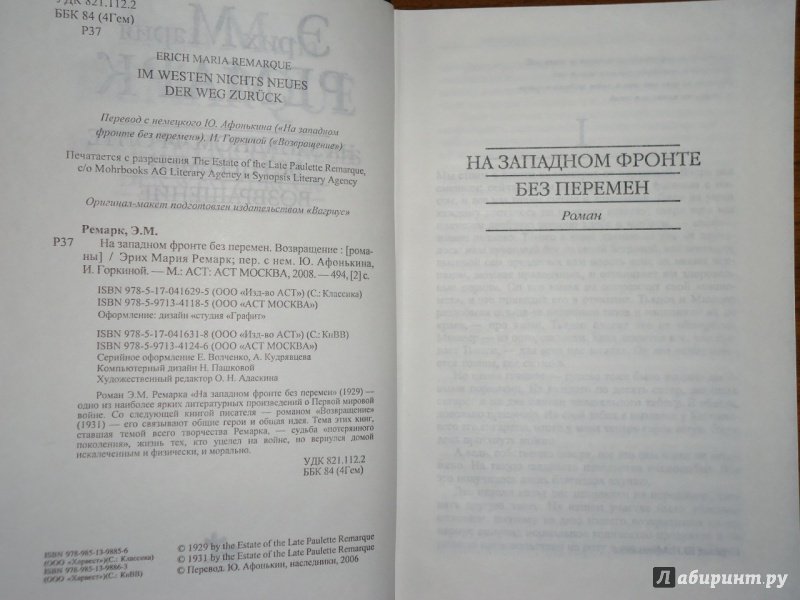 УДК 821.112.2
ББК 84 (4Гем)
Р37
ERICH MARIA REMARQUE
IM WESTEN NICHTS NEUES
DER WEG ZURÜCK
Перевод с немецкого Ю. Афонькина («На западном
фронте без перемен»), И. Горкиной («Возвращение»)
Печатается с разрешения The Estate of the Late Paulette Remarque,
c/o Mohrbooks AG Literary Agency и Synopsis Literary Agency
Оригинал-макет подготовлен издательством «Вагриус»
Ремарк, Э.М.
Р37 На западном фронте без перемен. Возвращение : [рома-
ны] / Эрих Мария Ремарк; пер. с нем. Ю. Афонькина,
И. Горкиной. — М.: АСТ: АСТ МОСКВА, 2008. — 494, [2] с.
ISBN 978-5-17-041629-5 (ООО «Изд-во АСТ») (С.: Классика)
ISBN 978-5-9713-4118-5 (ООО «АСТ МОСКВА»)
Оформление: дизайн «студия «Графит»
ISBN 978-5-17-041631-8 (ООО «Изд-во АСТ») (С.: КнВВ)
ISBN 978-5-9713-4124-6 (ООО «АСТ МОСКВА»)
Серийное оформление Е. Волченко, А. Кудрявцева
Компьютерный дизайн Н. Пашковой
Художественный редактор О. Н. Адаскина
Роман Э.М. Ремарка «На западном фронте без перемен» (1929) —
одно из наиболее ярких литературных произведений о Первой мировой
войне. Со следующей книгой писателя — романом «Возвращение»
(1931) — его связывают общие герои и общая идея. Тема этих книг,
ставшая темой всего творчества Ремарка, — судьба «потерянного
поколения», жизнь тех, кто уцелел на войне, но вернулся домой
искалеченным и физически, и морально.
УДК 821.112.2
ББК 84 (4Гем)
ISBN 978-985-13-9885-6
(ООО «Харвест»)(С.: Классики)
ISBN 978-985-13-9886-3
(ООО «Харвест») (С.: КнВВ)
© 1929 by the Estate of the Late Paulette Remarque
© 1931 by the Estate of the Late Paulette Remarque
© Перевод. Ю. Афонькин, наследники, 2006
НА ЗАПАДНОМ ФРОНТЕ
БЕЗ ПЕРЕМЕН
Роман
Лабиринт.ру